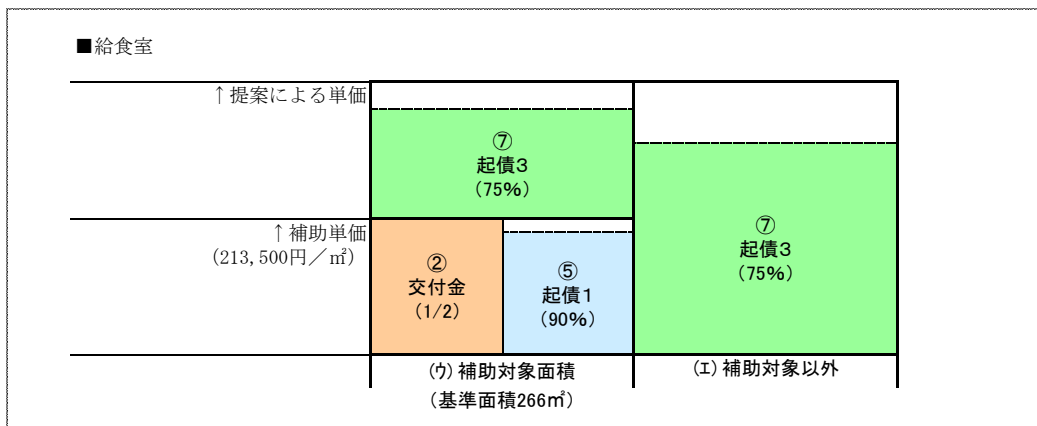 ■給食室
↑提案による単価
⑦
起債3
(75%)
↑補助単価
(213,500円／㎡)
②
交付金
(1/2)
⑤
起債1
(90%)
⑦
起債3
(75%)
(ウ)補助対象面積
(基準面積266㎡)
(エ)補助対象以外